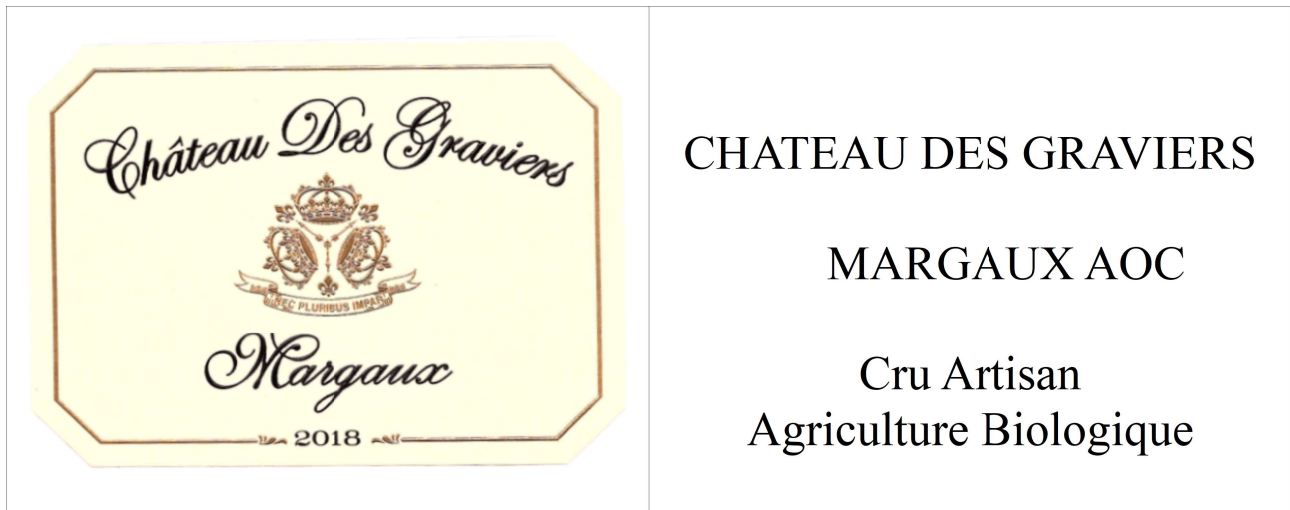 Château Des Graviers
NEC PLURIBUS IMPAR
Margaux
2018
CHATEAU DES GRAVIERS
MARGAUX AOC
Cru Artisan
Agriculture Biologique